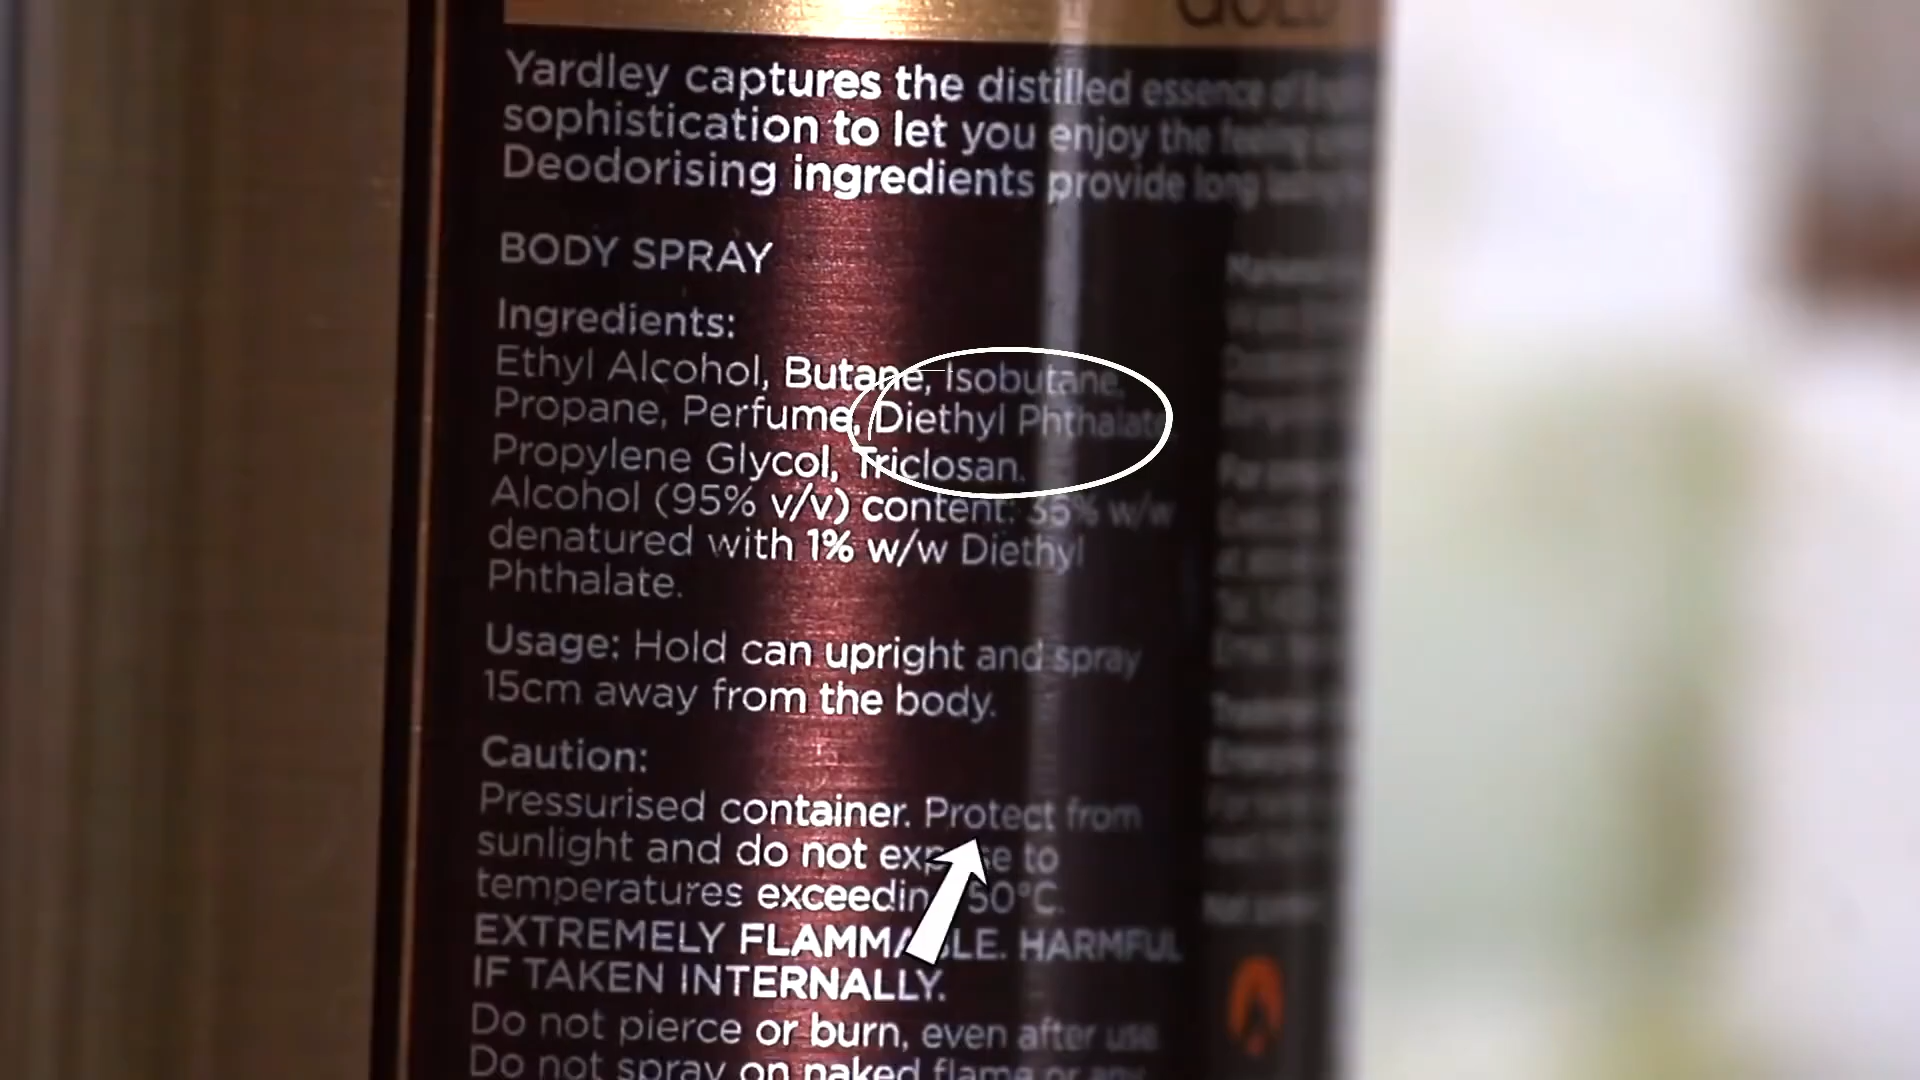 GOLD
Yardley captures the distilled essence of
sophistication to let you enjoy the feeling
Deodorising ingredients provide long
BODY SPRAY
Ingredients:
Ethyl Alcohol, Butane, Isobutane,
Propane, Perfume, Diethyl Phthalate,
Propylene Glycol, Triclosan.
Alcohol (95% v/v) content: 35% w/w
denatured with 1% w/w Diethyl
Phthalate.
Usage: Hold can upright and spray
15cm away from the body.
Caution:
Pressurised container. Protect from
sunlight and do not expose to
temperatures exceeding 50°C.
EXTREMELY FLAMMABLE. HARMFUL
IF TAKEN INTERNALLY.
Do not pierce or burn, even after use
Do not spray on naked flame or any